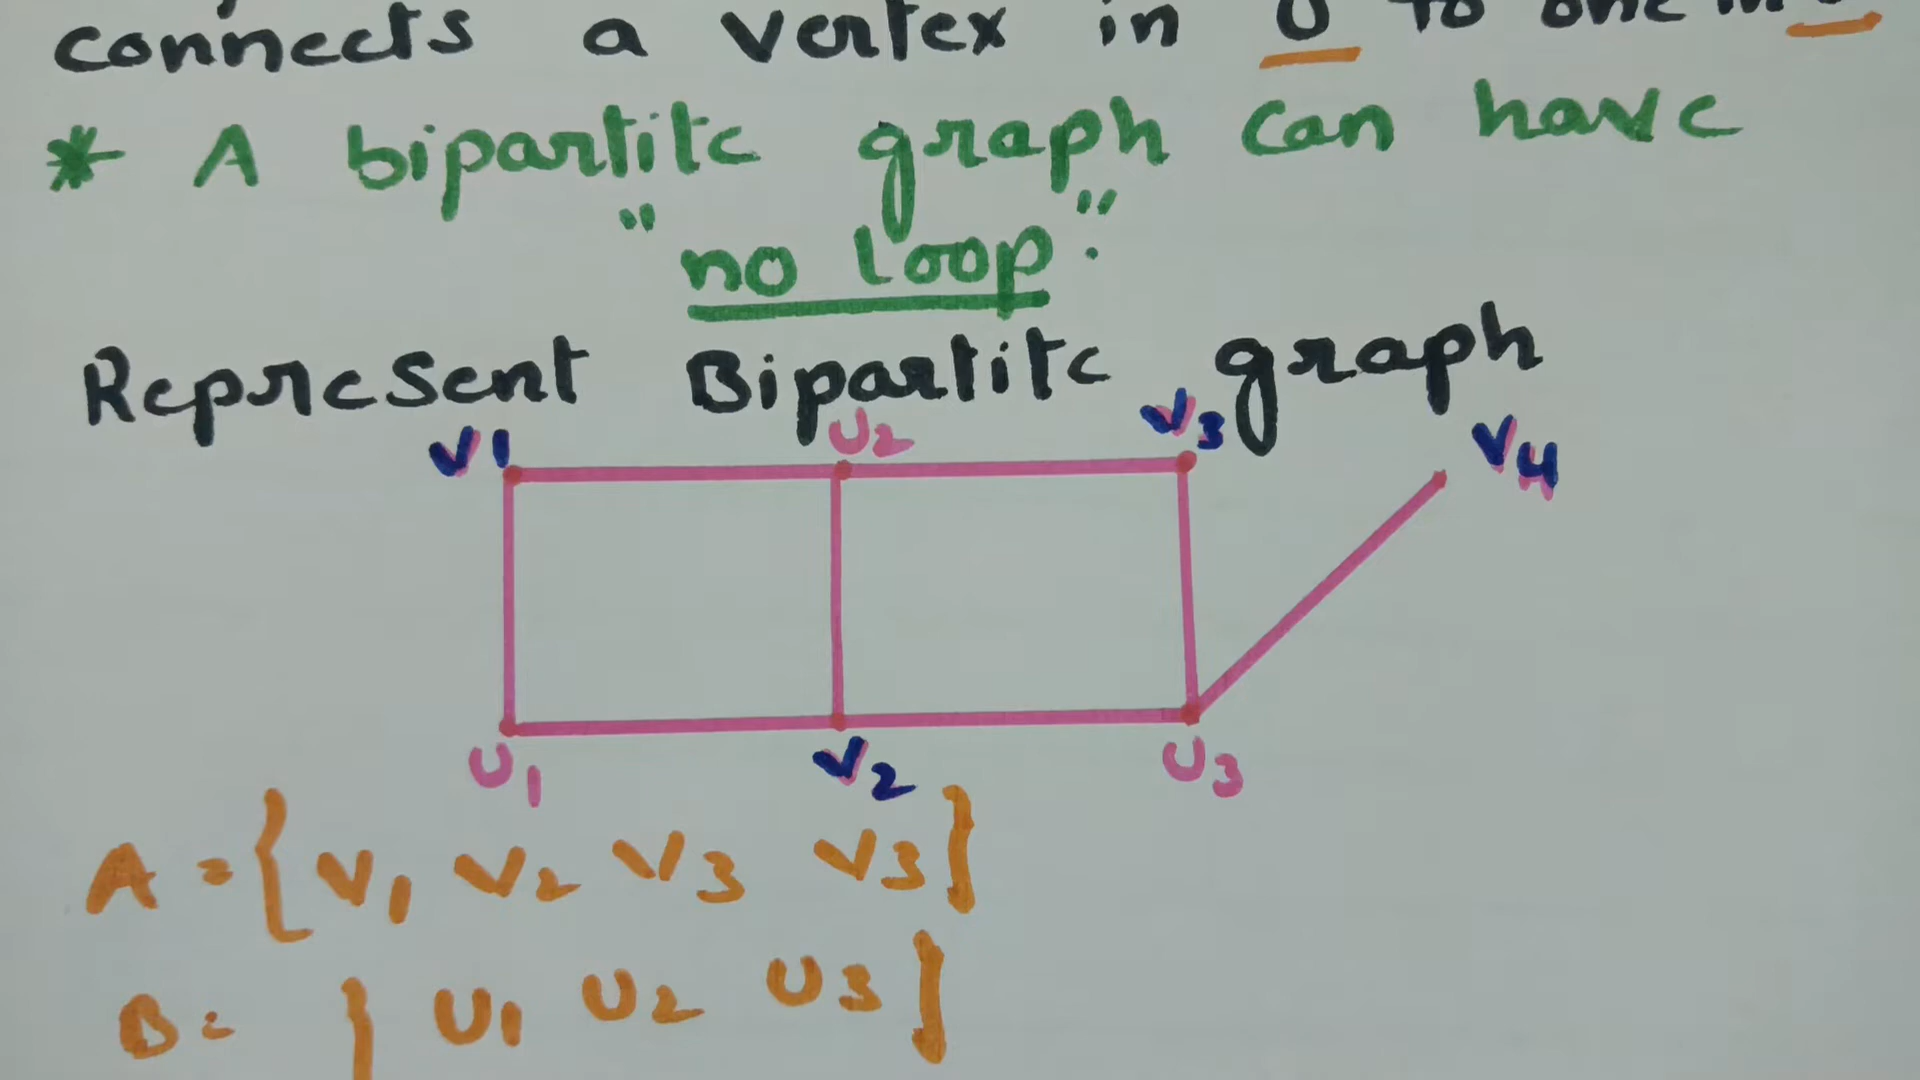 connects a vertex in U to one in
* A bipartite graph can have
"no loop."
Represent Bipartite graph
V1 U2 V3 V4
U1 V2 U3
A = { V1 V2 V3 V3 }
B = { U1 U2 U3 }